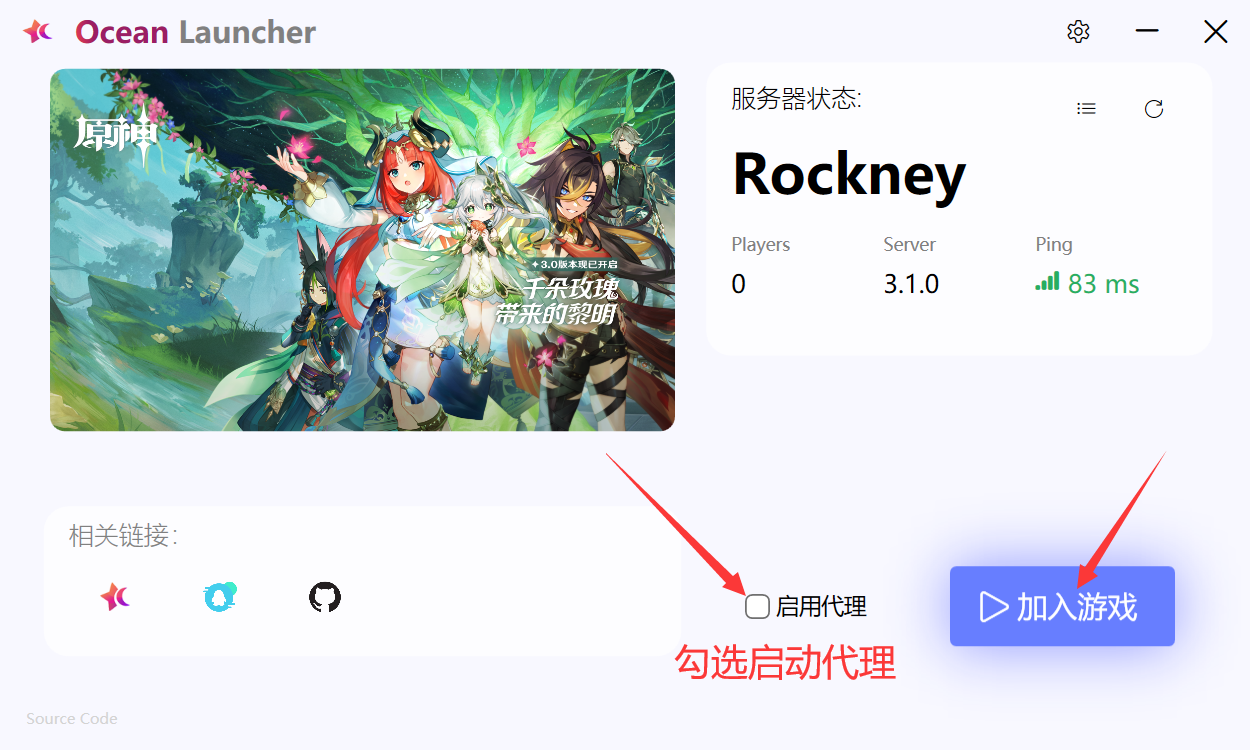 Ocean Launcher
原神
✦3.0版本现已开启
千朵玫瑰
带来的黎明
服务器状态:
Rockney
Players Server Ping
0 3.1.0 83 ms
相关链接:
启用代理
加入游戏
勾选启动代理
Source Code